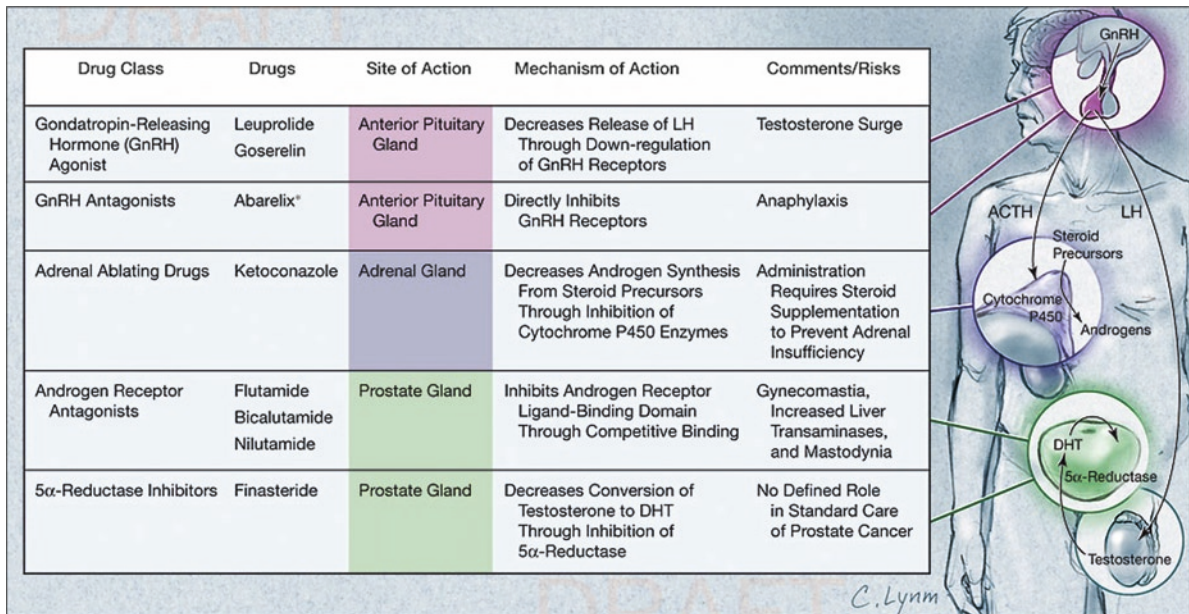 DRAFT
Drug Class Drugs Site of Action Mechanism of Action Comments/Risks
Gondatropin-Releasing Leuprolide Anterior Pituitary Decreases Release of LH Testosterone Surge
Hormone (GnRH) Goserelin Gland Through Down-regulation
Agonist of GnRH Receptors
GnRH Antagonists Abarelix* Anterior Pituitary Directly Inhibits Anaphylaxis
Gland GnRH Receptors
Adrenal Ablating Drugs Ketoconazole Adrenal Gland Decreases Androgen Synthesis Administration
From Steroid Precursors Requires Steroid
Through Inhibition of Supplementation
Cytochrome P450 Enzymes to Prevent Adrenal
Insufficiency
Androgen Receptor Flutamide Prostate Gland Inhibits Androgen Receptor Gynecomastia,
Antagonists Bicalutamide Ligand-Binding Domain Increased Liver
Nilutamide Through Competitive Binding Transaminases,
and Mastodynia
5α-Reductase Inhibitors Finasteride Prostate Gland Decreases Conversion of No Defined Role
Testosterone to DHT in Standard Care
Through Inhibition of of Prostate Cancer
5α-Reductase
GnRH
ACTH LH
Steroid
Precursors
Cytochrome
P450
Androgens
DHT
5α-Reductase
Testosterone
DRAFT
C. Lynm